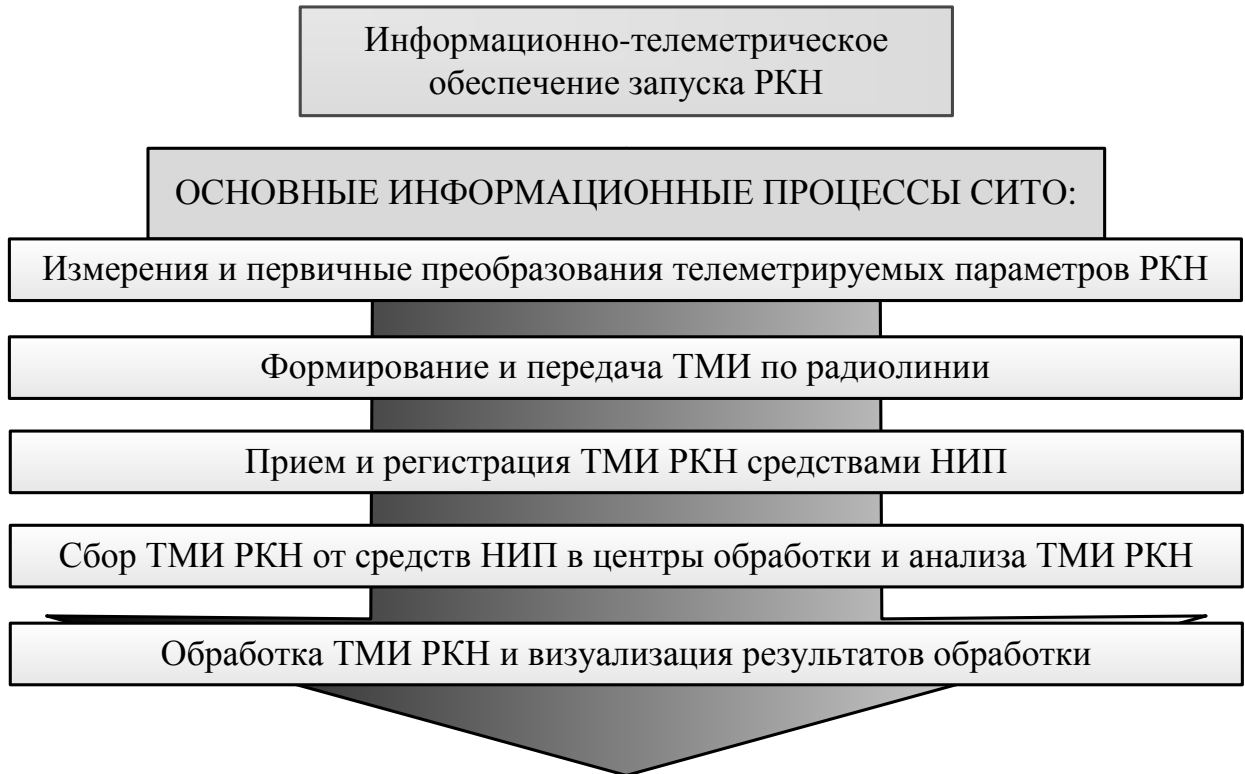 Информационно-телеметрическое
обеспечение запуска РКН
ОСНОВНЫЕ ИНФОРМАЦИОННЫЕ ПРОЦЕССЫ СИТО:
Измерения и первичные преобразования телеметрируемых параметров РКН
Формирование и передача ТМИ по радиолинии
Прием и регистрация ТМИ РКН средствами НИП
Сбор ТМИ РКН от средств НИП в центры обработки и анализа ТМИ РКН
Обработка ТМИ РКН и визуализация результатов обработки